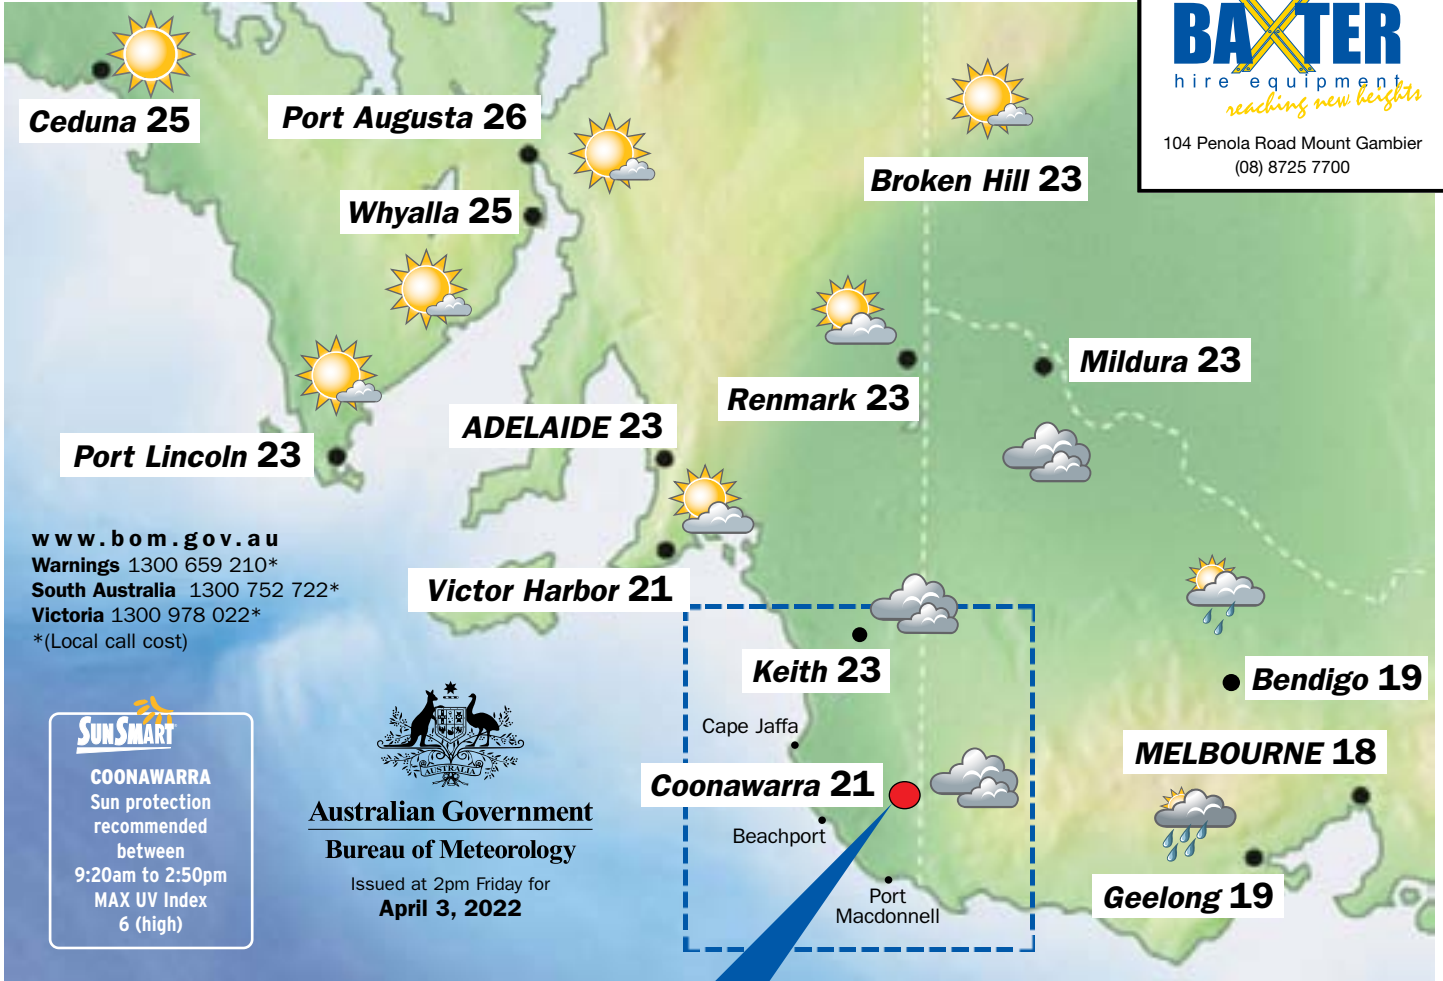 BAXTER
hire equipment
reaching new heights
104 Penola Road Mount Gambier
(08) 8725 7700
Ceduna 25
Port Augusta 26
Whyalla 25
Broken Hill 23
Renmark 23
Mildura 23
ADELAIDE 23
Port Lincoln 23
Victor Harbor 21
www.bom.gov.au
Warnings 1300 659 210*
South Australia 1300 752 722*
Victoria 1300 978 022*
*(Local call cost)
Keith 23
Bendigo 19
Cape Jaffa
MELBOURNE 18
Coonawarra 21
Beachport
Port
Macdonnell
Geelong 19
SUNSMART
COONAWARRA
Sun protection
recommended
between
9:20am to 2:50pm
MAX UV Index
6 (high)
AUSTRALIA
Australian Government
Bureau of Meteorology
Issued at 2pm Friday for
April 3, 2022